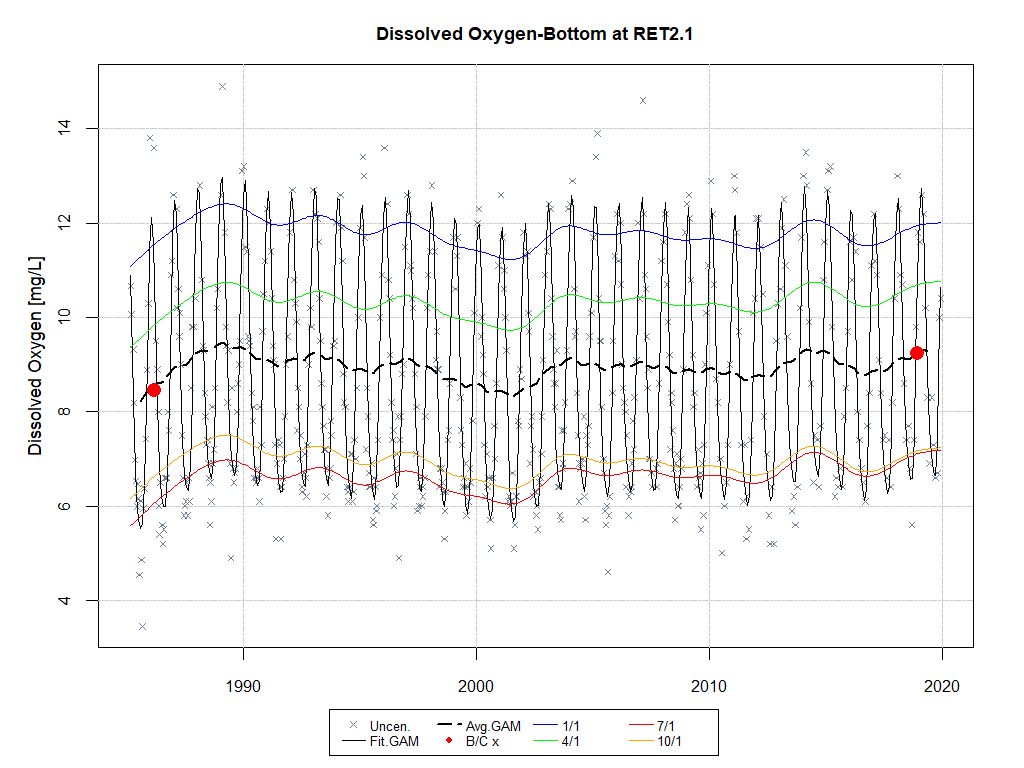 Dissolved Oxygen-Bottom at RET2.1
Dissolved Oxygen [mg/L]
14
12
10
8
6
4
1990 2000 2010 2020
Uncen. Avg.GAM 1/1 7/1
Fit.GAM B/C x 4/1 10/1